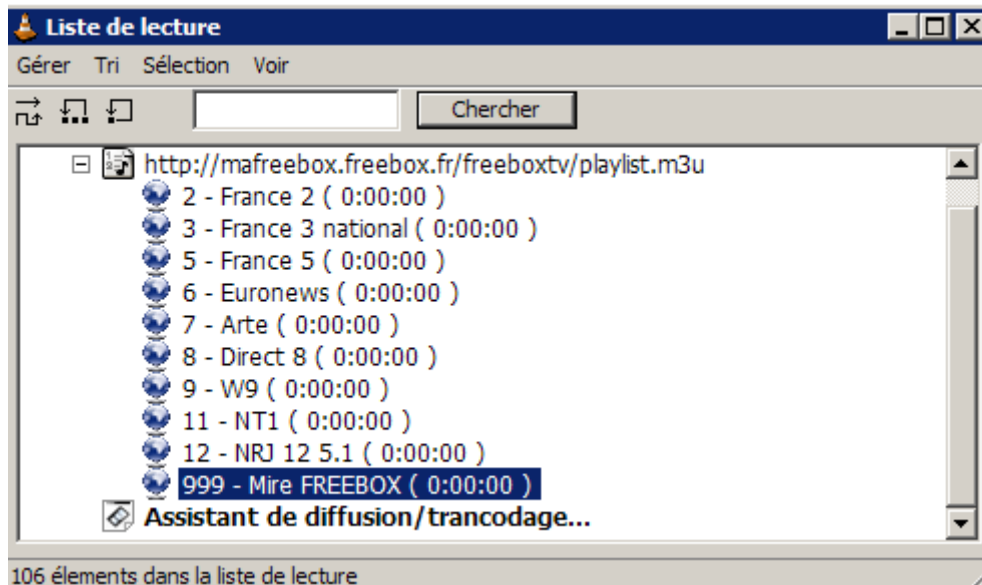 Liste de lecture
Gérer Tri Sélection Voir
Chercher
http://mafreebox.freebox.fr/freeboxtv/playlist.m3u
2 - France 2 ( 0:00:00 )
3 - France 3 national ( 0:00:00 )
5 - France 5 ( 0:00:00 )
6 - Euronews ( 0:00:00 )
7 - Arte ( 0:00:00 )
8 - Direct 8 ( 0:00:00 )
9 - W9 ( 0:00:00 )
11 - NT1 ( 0:00:00 )
12 - NRJ 12 5.1 ( 0:00:00 )
999 - Mire FREEBOX ( 0:00:00 )
Assistant de diffusion/trancodage...
106 élements dans la liste de lecture